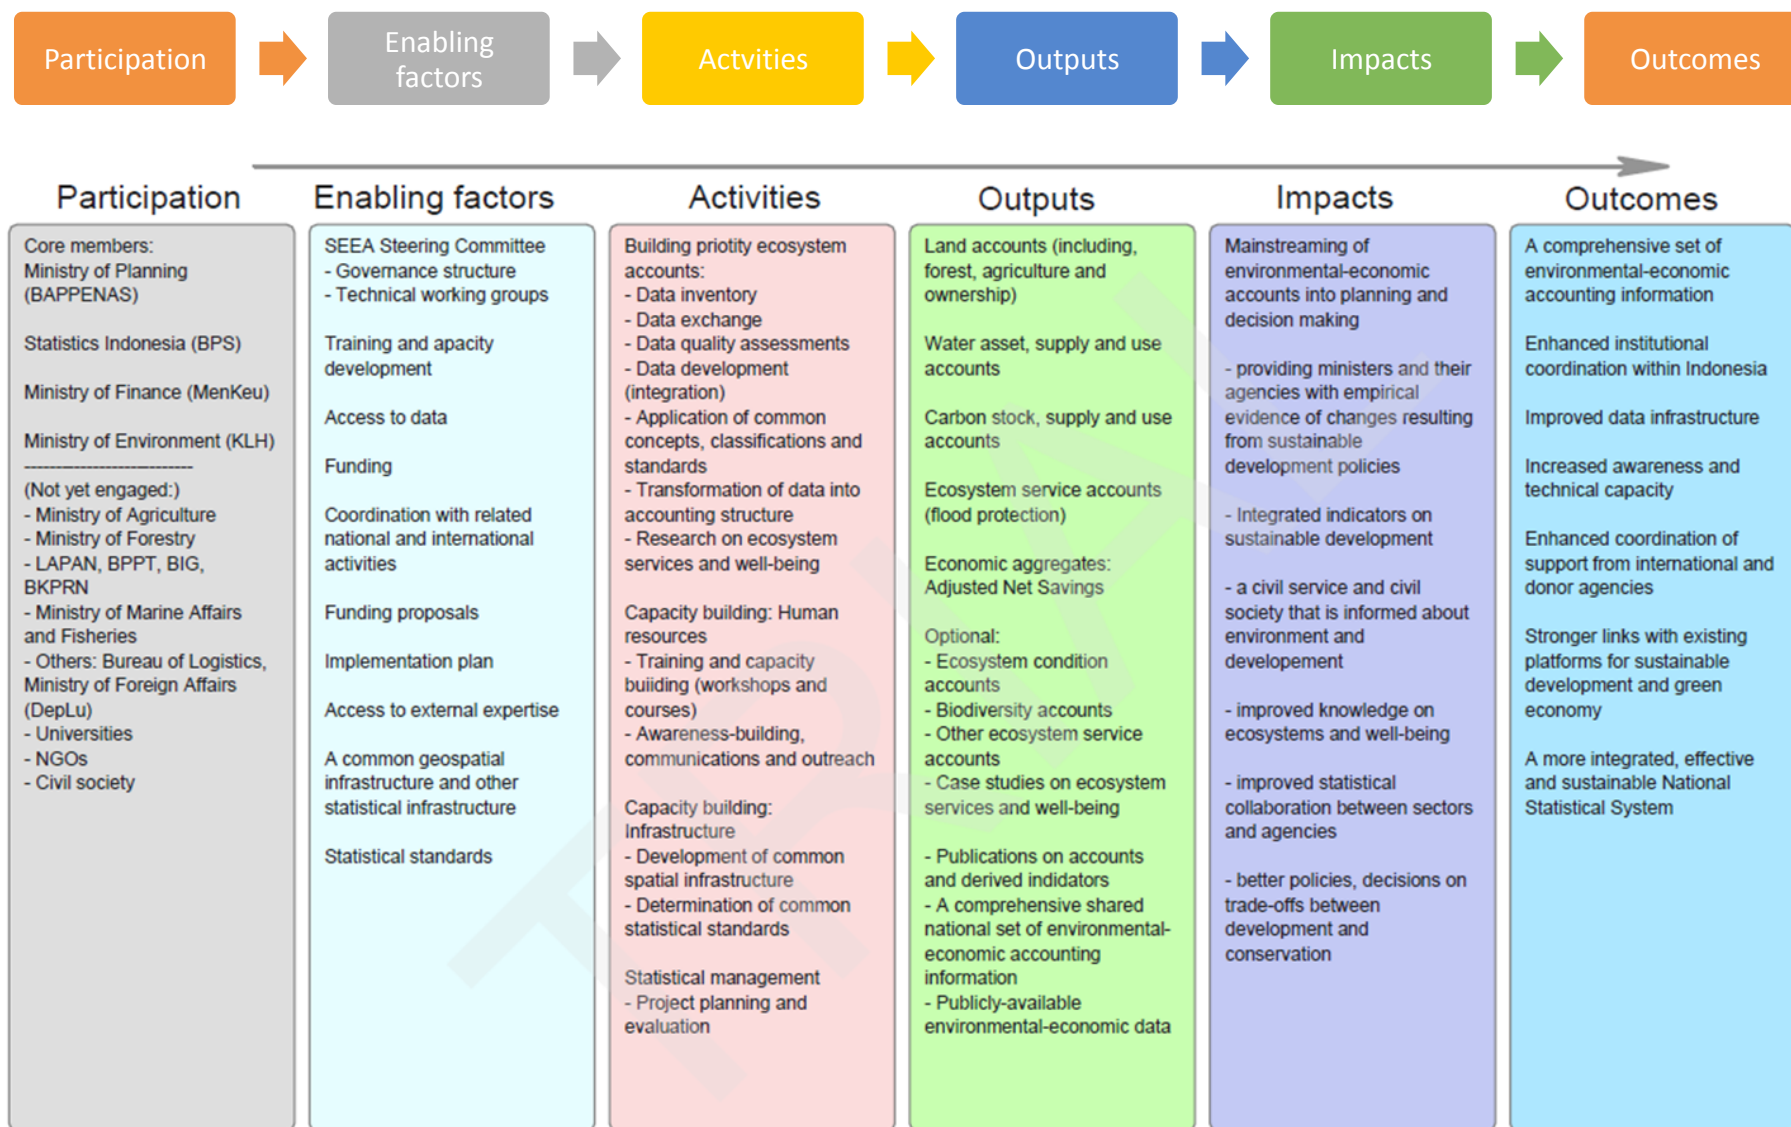 Participation
Enabling
factors
Actvities
Outputs
Impacts
Outcomes
Participation
Core members:
Ministry of Planning
(BAPPENAS)
Statistics Indonesia (BPS)
Ministry of Finance (MenKeu)
Ministry of Environment (KLH)
----------------------------
(Not yet engaged:)
- Ministry of Agriculture
- Ministry of Forestry
- LAPAN, BPPT, BIG,
BKPRN
- Ministry of Marine Affairs
and Fisheries
- Others: Bureau of Logistics,
Ministry of Foreign Affairs
(DepLu)
- Universities
- NGOs
- Civil society
Enabling factors
SEEA Steering Committee
- Governance structure
- Technical working groups
Training and apacity
development
Access to data
Funding
Coordination with related
national and international
activities
Funding proposals
Implementation plan
Access to external expertise
A common geospatial
infrastructure and other
statistical infrastructure
Statistical standards
Activities
Building priotity ecosystem
accounts:
- Data inventory
- Data exchange
- Data quality assessments
- Data development
(integration)
- Application of common
concepts, classifications and
standards
- Transformation of data into
accounting structure
- Research on ecosystem
services and well-being
Capacity building: Human
resources
- Training and capacity
buiiding (workshops and
courses)
- Awareness-building,
communications and outreach
Capacity building:
Infrastructure
- Development of common
spatial infrastructure
- Determination of common
statistical standards
Statistical management
- Project planning and
evaluation
Outputs
Land accounts (including,
forest, agriculture and
ownership)
Water asset, supply and use
accounts
Carbon stock, supply and use
accounts
Ecosystem service accounts
(flood protection)
Economic aggregates:
Adjusted Net Savings
Optional:
- Ecosystem condition
accounts
- Biodiversity accounts
- Other ecosystem service
accounts
- Case studies on ecosystem
services and well-being
- Publications on accounts
and derived indidators
- A comprehensive shared
national set of environmental-
economic accounting
information
- Publicly-available
environmental-economic data
Impacts
Mainstreaming of
environmental-economic
accounts into planning and
decision making
- providing ministers and their
agencies with empirical
evidence of changes resulting
from sustainable
development policies
- Integrated indicators on
sustainable development
- a civil service and civil
society that is informed about
environment and
developement
- improved knowledge on
ecosystems and well-being
- improved statistical
collaboration between sectors
and agencies
- better policies, decisions on
trade-offs between
development and
conservation
Outcomes
A comprehensive set of
environmental-economic
accounting information
Enhanced institutional
coordination within Indonesia
Improved data infrastructure
Increased awareness and
technical capacity
Enhanced coordination of
support from international and
donor agencies
Stronger links with existing
platforms for sustainable
development and green
economy
A more integrated, effective
and sustainable National
Statistical System
TRIAL